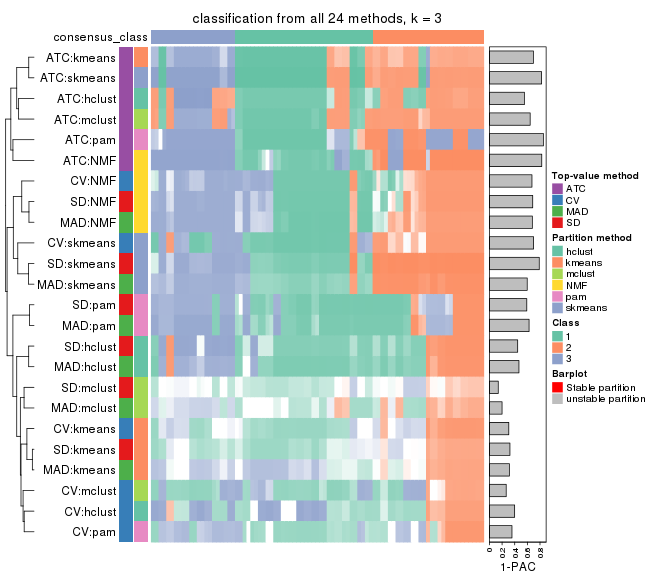 classification from all 24 methods, k = 3
consensus_class
ATC:kmeans
ATC:skmeans
ATC:hclust
ATC:mclust
ATC:pam
ATC:NMF
CV:NMF
SD:NMF
MAD:NMF
CV:skmeans
SD:skmeans
MAD:skmeans
SD:pam
MAD:pam
SD:hclust
MAD:hclust
SD:mclust
MAD:mclust
CV:kmeans
SD:kmeans
MAD:kmeans
CV:mclust
CV:hclust
CV:pam
0 0.2 0.4 0.6 0.8
1-PAC
Top-value method
ATC
CV
MAD
SD
Partition method
hclust
kmeans
mclust
NMF
pam
skmeans
Class
1
2
3
Barplot
Stable partition
unstable partition